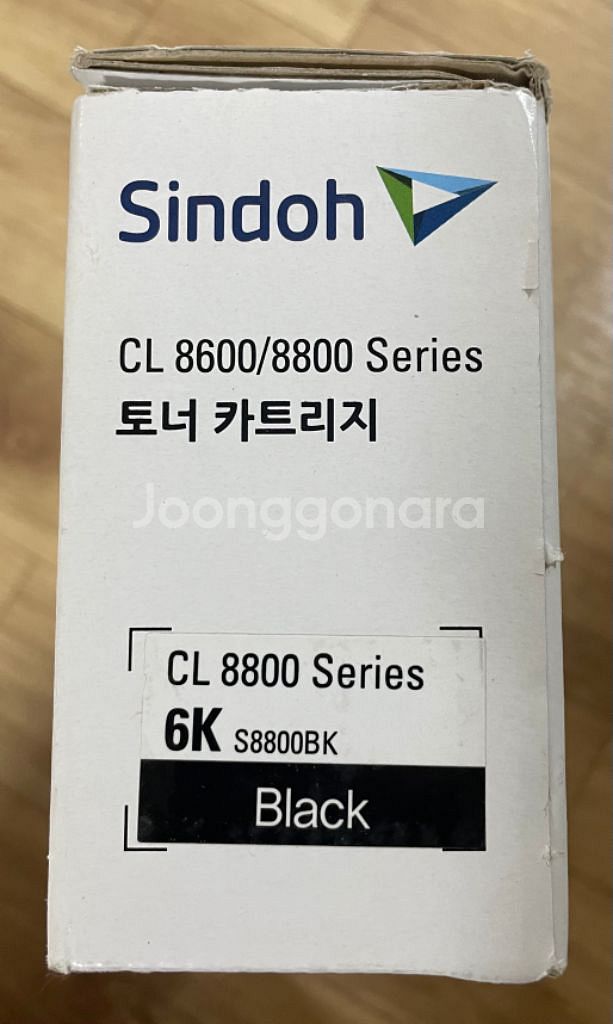 Sindoh
CL 8600/8800 Series
토너 카트리지
Joonggonara
CL 8800 Series
6K S8800BK
Black